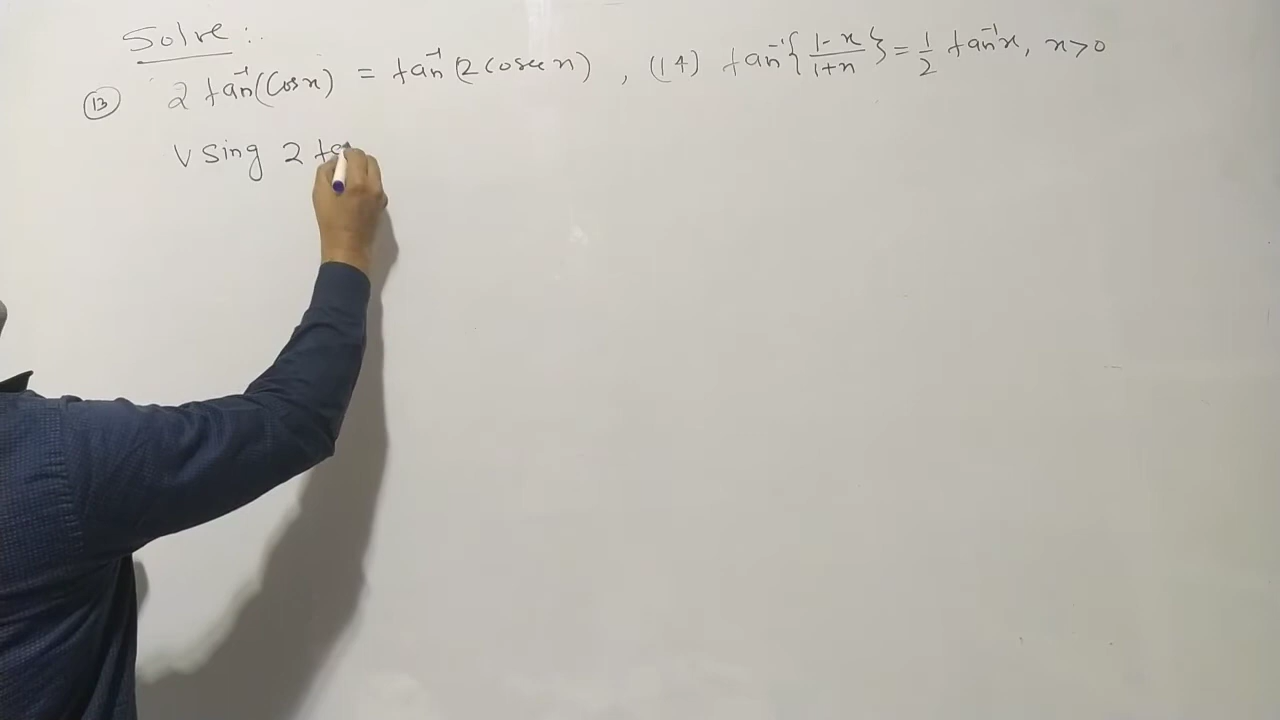 Solve :.
(13) 2 tan⁻¹(Cos x) = tan⁻¹(2 Cosec x) , (14) tan⁻¹{(1-x)/(1+x)} = 1/2 tan⁻¹x, x>0
Using 2 ta